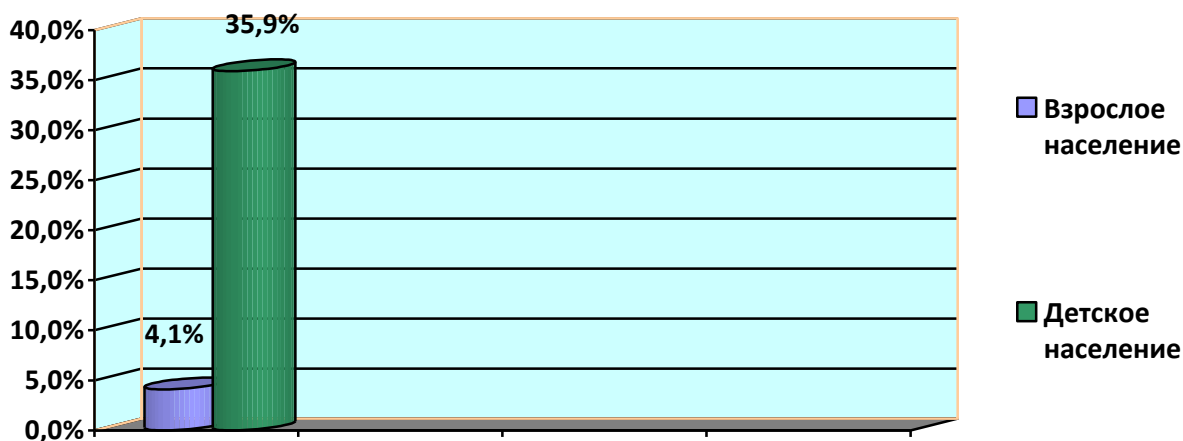 40,0%
35,0%
30,0%
25,0%
20,0%
15,0%
10,0%
5,0%
0,0%
35,9%
4,1%
Взрослое
население
Детское
население